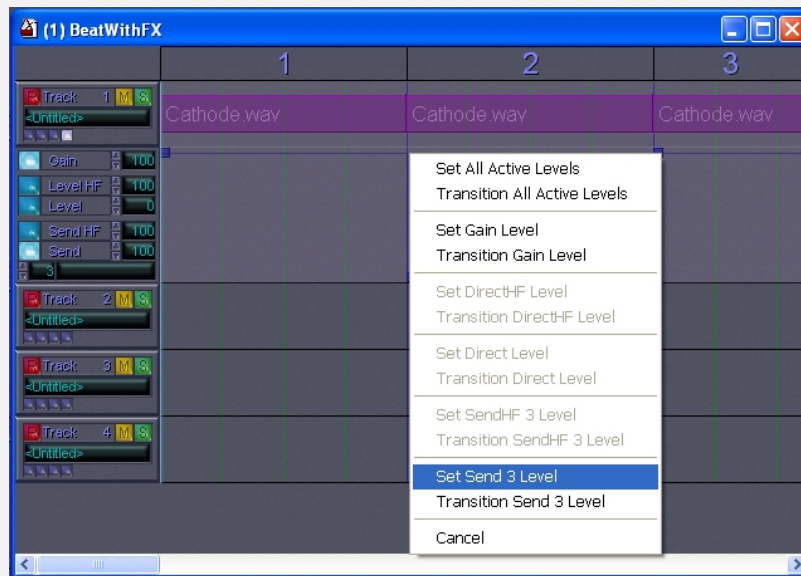 (1) BeatWithFX
1 2 3
R Track 1 M S
<Untitled>
Cathode.wav Cathode.wav Cathode.wav
Gain 100
Level HF 100
Level 0
Send HF 100
Send 100
3
R Track 2 M S
<Untitled>
R Track 3 M S
<Untitled>
R Track 4 M S
<Untitled>
Set All Active Levels
Transition All Active Levels
Set Gain Level
Transition Gain Level
Set DirectHF Level
Transition DirectHF Level
Set Direct Level
Transition Direct Level
Set SendHF 3 Level
Transition SendHF 3 Level
Set Send 3 Level
Transition Send 3 Level
Cancel